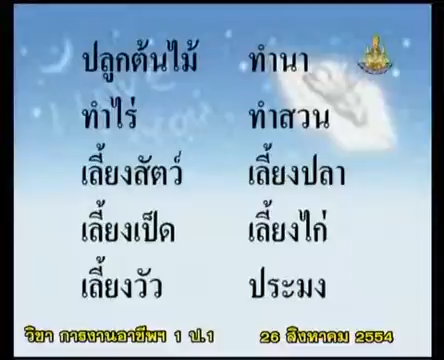 ปลูกต้นไม้ ทำนา
ทำไร่ ทำสวน
เลี้ยงสัตว์ เลี้ยงปลา
เลี้ยงเป็ด เลี้ยงไก่
เลี้ยงวัว ประมง
วิชา การงานอาชีพฯ 1 ป.1 26 สิงหาคม 2554